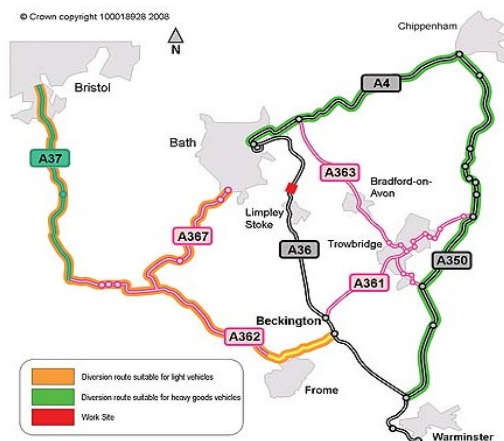 © Crown copyright 100018928 2008
N
Chippenham
Bristol
A4
A37
Bath
A363
Bradford-on-
Avon
Limpley
Stoke
Trowbridge
A367
A36
A350
A361
Beckington
A362
Frome
Warminster
Diversion route suitable for light vehicles
Diversion route suitable for heavy goods vehicles
Work Site